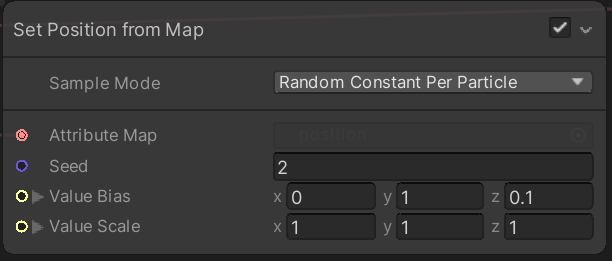 Set Position from Map
Sample Mode Random Constant Per Particle
Attribute Map position
Seed 2
Value Bias x 0 y 1 z 0.1
Value Scale x 1 y 1 z 1